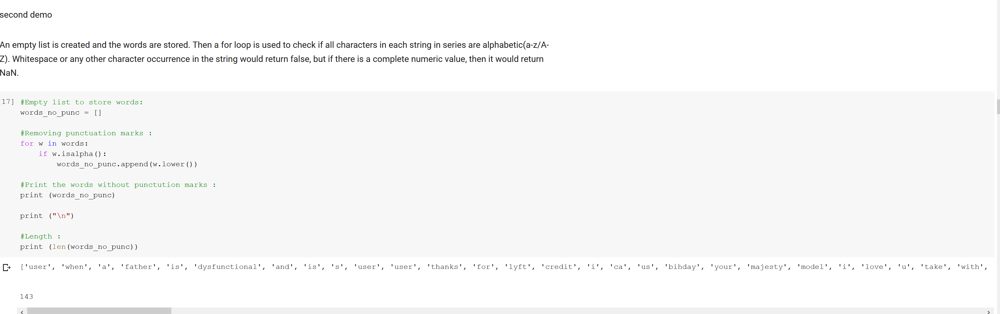 second demo
An empty list is created and the words are stored. Then a for loop is used to check if all characters in each string in series are alphabetic(a-z/A-
Z). Whitespace or any other character occurrence in the string would return false, but if there is a complete numeric value, then it would return
NaN.
[17] #Empty list to store words:
words_no_punc = []
#Removing punctuation marks :
for w in words:
    if w.isalpha():
        words_no_punc.append(w.lower())
#Print the words without punctution marks :
print (words_no_punc)
print ("\n")
#Length :
print (len(words_no_punc))
['user', 'when', 'a', 'father', 'is', 'dysfunctional', 'and', 'is', 's', 'user', 'user', 'thanks', 'for', 'lyft', 'credit', 'i', 'ca', 'us', 'bihday', 'your', 'majesty', 'model', 'i', 'love', 'u', 'take', 'with',
143